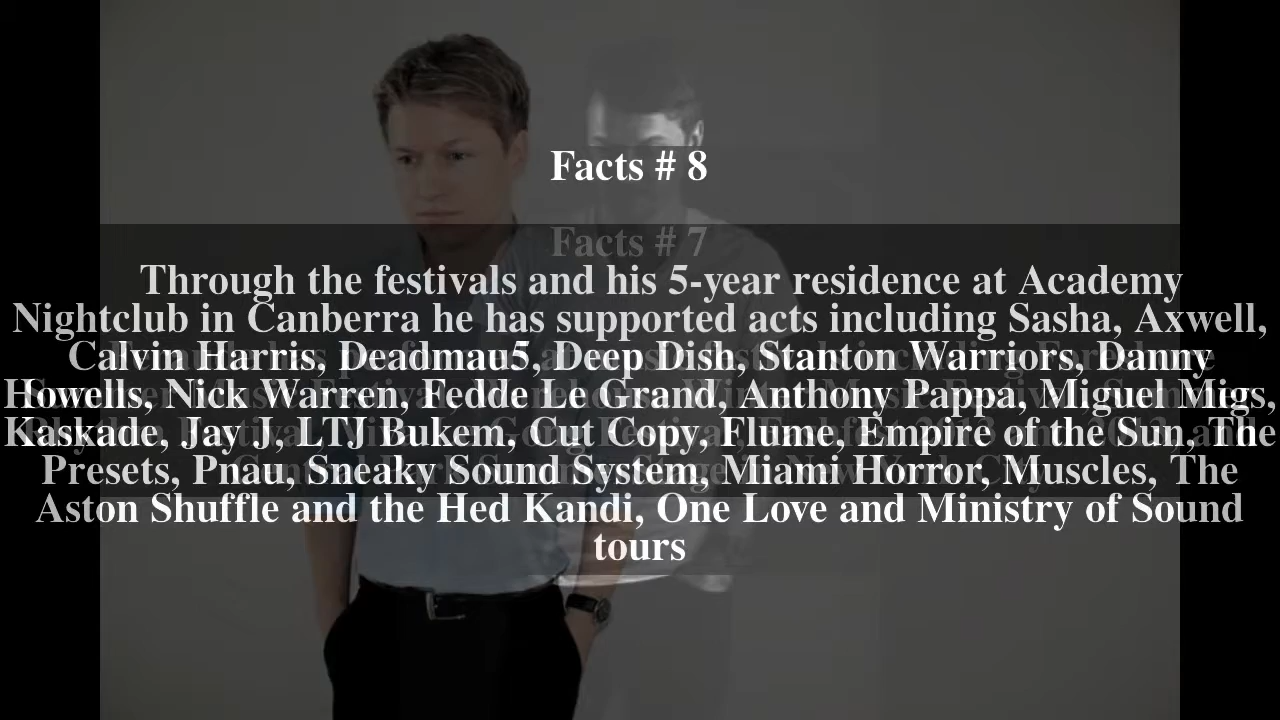 Facts # 8
Facts # 7
Through the festivals and his 5-year residence at Academy
Nightclub in Canberra he has supported acts including Sasha, Axwell,
Calvin Harris, Deadmau5, Deep Dish, Stanton Warriors, Danny
Howells, Nick Warren, Fedde Le Grand, Anthony Pappa, Miguel Migs,
Kaskade, Jay J, LTJ Bukem, Cut Copy, Flume, Empire of the Sun, The
Presets, Pnau, Sneaky Sound System, Miami Horror, Muscles, The
Aston Shuffle and the Hed Kandi, One Love and Ministry of Sound
tours